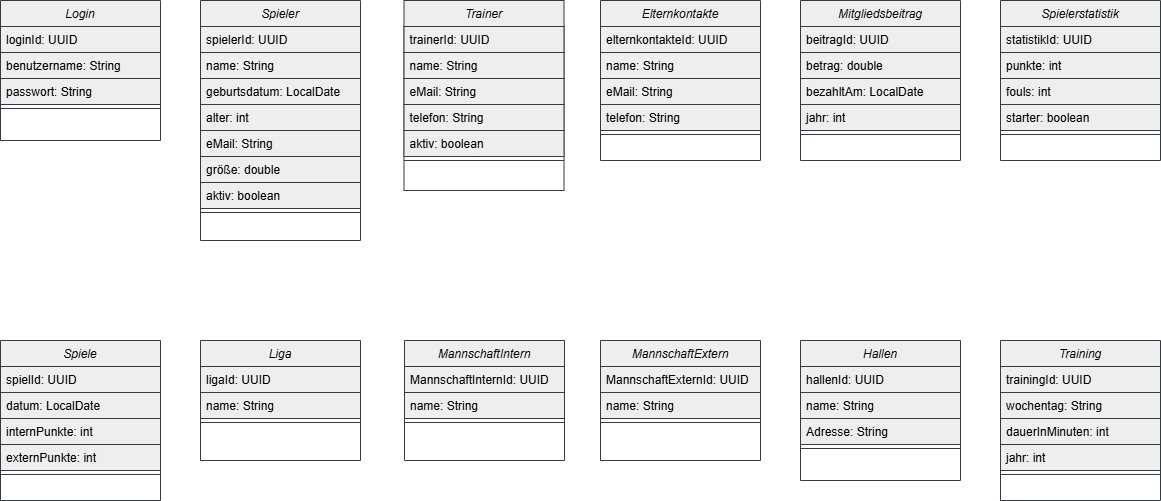 Login
loginId: UUID
benutzername: String
passwort: String
Spieler
spielerId: UUID
name: String
geburtsdatum: LocalDate
alter: int
eMail: String
größe: double
aktiv: boolean
Trainer
trainerId: UUID
name: String
eMail: String
telefon: String
aktiv: boolean
Elternkontakte
elternkontakteId: UUID
name: String
eMail: String
telefon: String
Mitgliedsbeitrag
beitragId: UUID
betrag: double
bezahltAm: LocalDate
jahr: int
Spielerstatistik
statistikId: UUID
punkte: int
fouls: int
starter: boolean
Spiele
spielId: UUID
datum: LocalDate
internPunkte: int
externPunkte: int
Liga
ligaId: UUID
name: String
MannschaftIntern
MannschaftInternId: UUID
name: String
MannschaftExtern
MannschaftExternId: UUID
name: String
Hallen
hallenId: UUID
name: String
Adresse: String
Training
trainingId: UUID
wochentag: String
dauerInMinuten: int
jahr: int